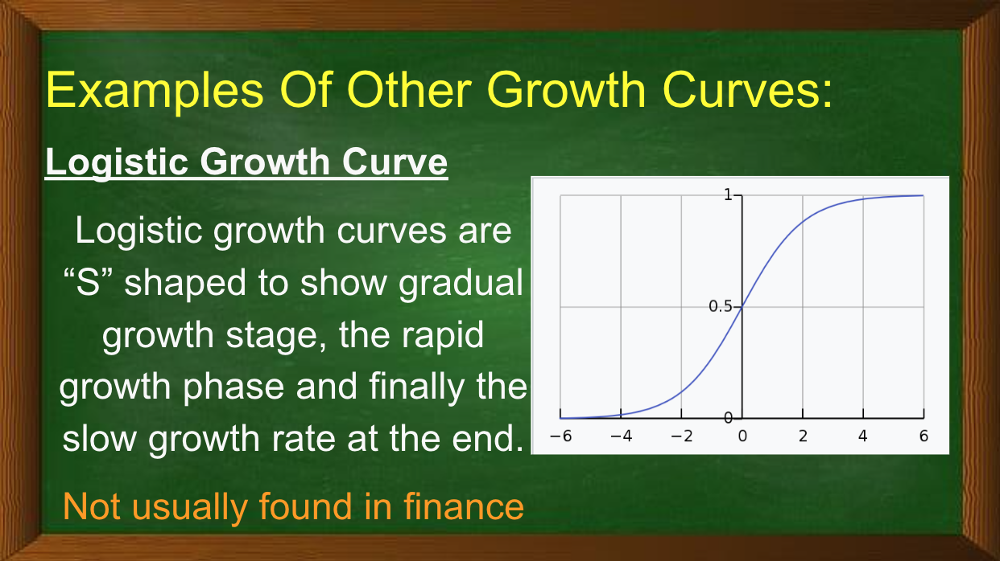 Examples Of Other Growth Curves:
Logistic Growth Curve
Logistic growth curves are
“S” shaped to show gradual
growth stage, the rapid
growth phase and finally the
slow growth rate at the end.
Not usually found in finance
1
0.5
0
−6 −4 −2 0 2 4 6